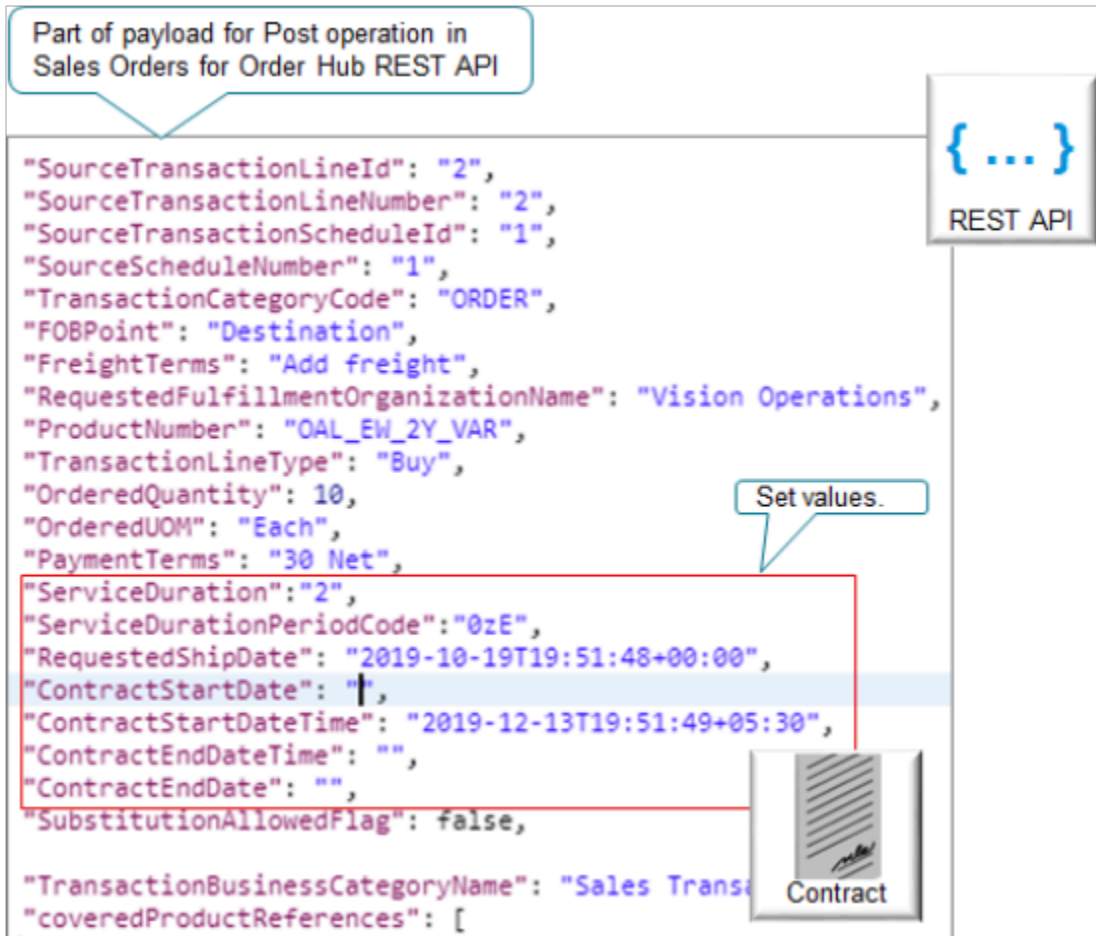 Part of payload for Post operation in
Sales Orders for Order Hub REST API
{ ... }
REST API
"SourceTransactionLineId": "2",
"SourceTransactionLineNumber": "2",
"SourceTransactionScheduleId": "1",
"SourceScheduleNumber": "1",
"TransactionCategoryCode": "ORDER",
"FOBPoint": "Destination",
"FreightTerms": "Add freight",
"RequestedFulfillmentOrganizationName": "Vision Operations",
"ProductNumber": "OAL_EW_2Y_VAR",
"TransactionLineType": "Buy",
"OrderedQuantity": 10,
"OrderedUOM": "Each",
"PaymentTerms": "30 Net",
Set values.
"ServiceDuration":"2",
"ServiceDurationPeriodCode":"0zE",
"RequestedShipDate": "2019-10-19T19:51:48+00:00",
"ContractStartDate": "",
"ContractStartDateTime": "2019-12-13T19:51:49+05:30",
"ContractEndDateTime": "",
"ContractEndDate": "",
"SubstitutionAllowedFlag": false,
"TransactionBusinessCategoryName": "Sales
Contract
"coveredProductReferences": [